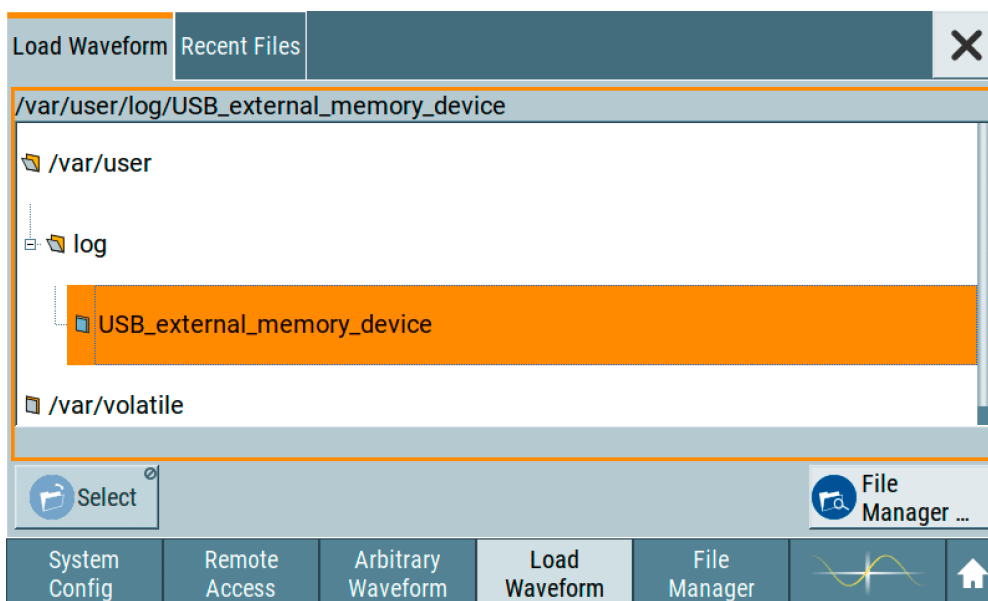 Load Waveform Recent Files
/var/user/log/USB_external_memory_device
/var/user
log
USB_external_memory_device
/var/volatile
Select
File
Manager ...
System
Config
Remote
Access
Arbitrary
Waveform
Load
Waveform
File
Manager